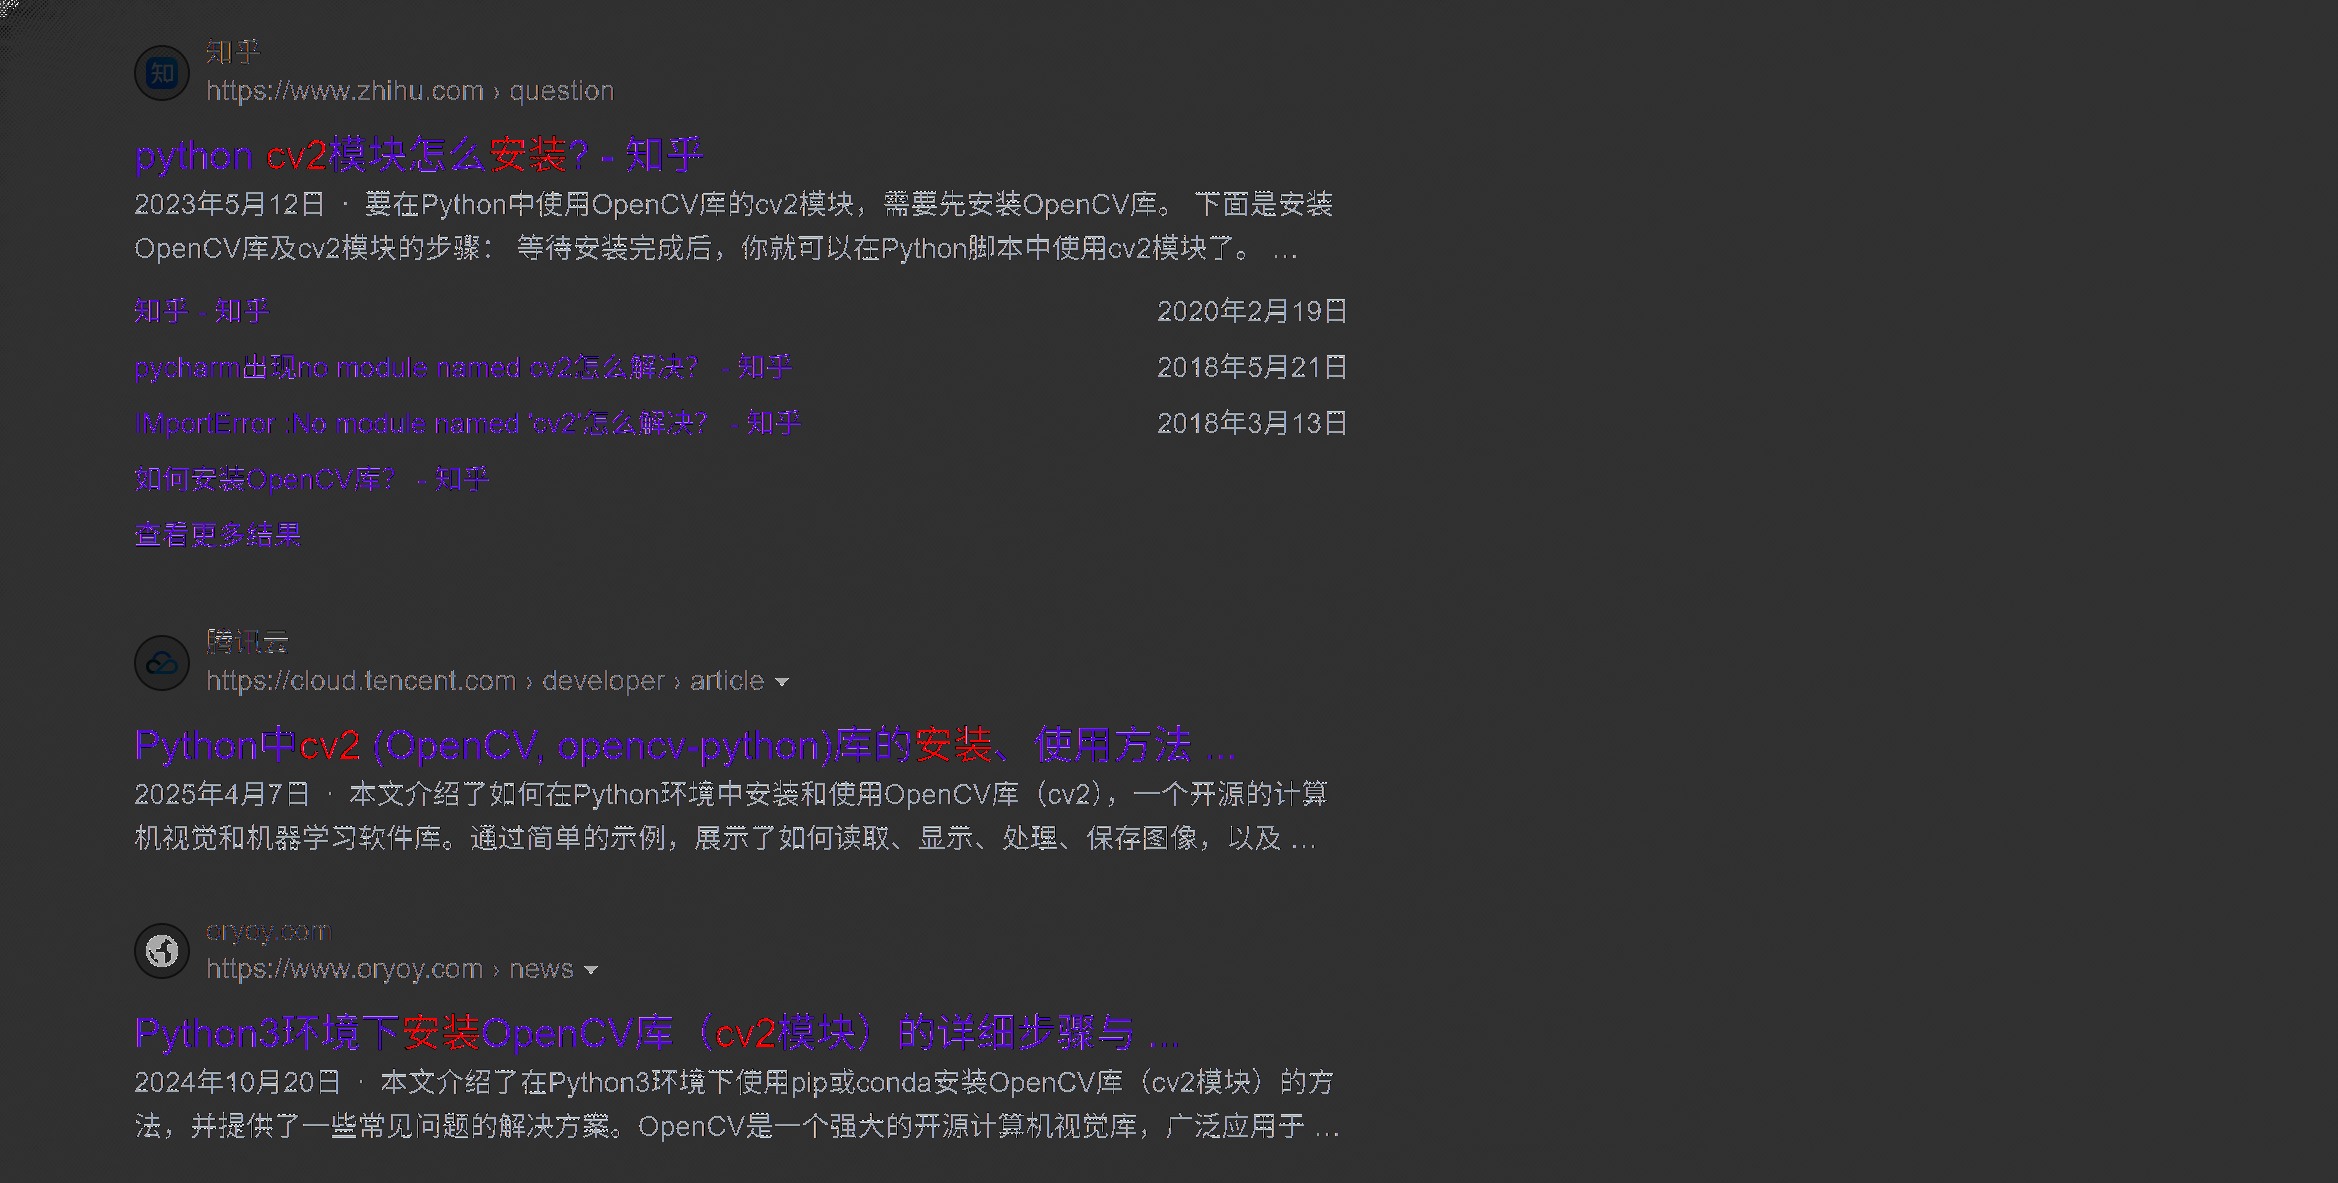 知乎
https://www.zhihu.com › question
python cv2模块怎么安装? - 知乎
2023年5月12日 · 要在Python中使用OpenCV库的cv2模块，需要先安装OpenCV库。 下面是安装
OpenCV库及cv2模块的步骤： 等待安装完成后，你就可以在Python脚本中使用cv2模块了。 …
知乎 - 知乎 2020年2月19日
pycharm出现no module named cv2怎么解决？ - 知乎 2018年5月21日
IMportError :No module named 'cv2'怎么解决？ - 知乎 2018年3月13日
如何安装OpenCV库？ - 知乎
查看更多结果
腾讯云
https://cloud.tencent.com › developer › article
Python中cv2 (OpenCV, opencv-python)库的安装、使用方法 ...
2025年4月7日 · 本文介绍了如何在Python环境中安装和使用OpenCV库（cv2），一个开源的计算
机视觉和机器学习软件库。通过简单的示例，展示了如何读取、显示、处理、保存图像，以及 …
oryoy.com
https://www.oryoy.com › news
Python3环境下安装OpenCV库（cv2模块）的详细步骤与 ...
2024年10月20日 · 本文介绍了在Python3环境下使用pip或conda安装OpenCV库（cv2模块）的方
法，并提供了一些常见问题的解决方案。OpenCV是一个强大的开源计算机视觉库，广泛应用于 …